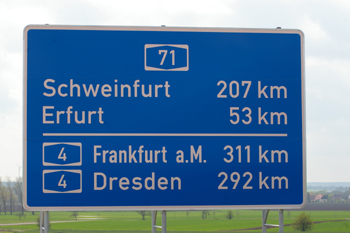 71
Schweinfurt 207 km
Erfurt 53 km
4 Frankfurt a.M. 311 km
4 Dresden 292 km